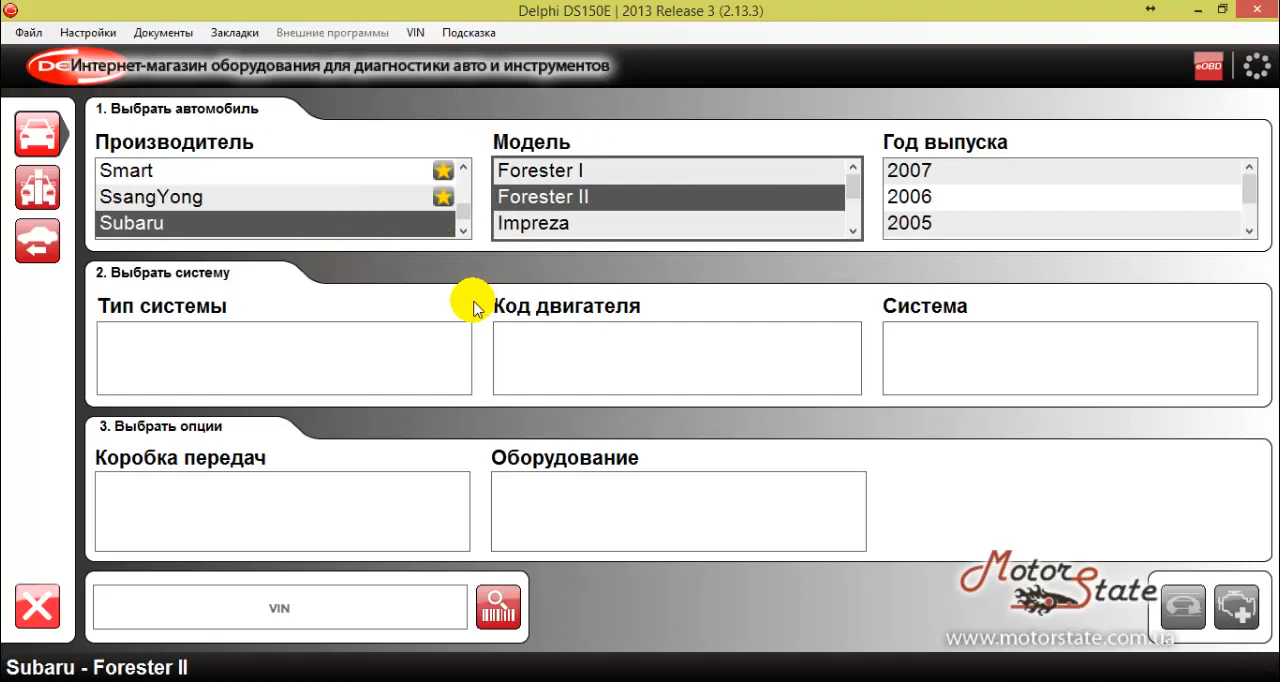 Delphi DS150E | 2013 Release 3 (2.13.3)
Файл Настройки Документы Закладки Внешние программы VIN Подсказка
DE Интернет-магазин оборудования для диагностики авто и инструментов
eOBD
1. Выбрать автомобиль
Производитель Модель Год выпуска
Smart Forester I 2007
SsangYong Forester II 2006
Subaru Impreza 2005
2. Выбрать систему
Тип системы Код двигателя Система
3. Выбрать опции
Коробка передач Оборудование
MotorState
VIN
www.motorstate.com.ua
Subaru - Forester II